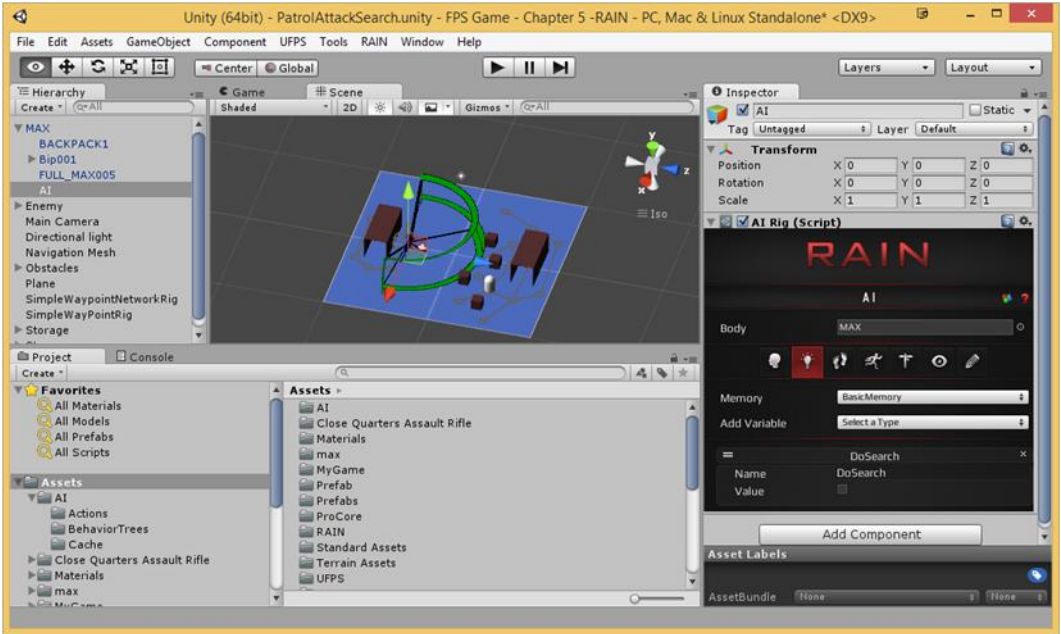 Unity (64bit) - PatrolAttackSearch.unity - FPS Game - Chapter 5 -RAIN - PC, Mac & Linux Standalone* <DX9>
File Edit Assets GameObject Component UFPS Tools RAIN Window Help
Center Global Layers Layout
Hierarchy
Create All
MAX
BACKPACK1
Bip001
FULL_MAX005
AI
Enemy
Main Camera
Directional light
Navigation Mesh
Obstacles
Plane
SimpleWaypointNetworkRig
SimpleWayPointRig
Storage
Game Scene
Shaded 2D Gizmos All
y
z
x
Iso
Project Console
Create
Favorites
All Materials
All Models
All Prefabs
All Scripts
Assets
AI
Actions
BehaviorTrees
Cache
Close Quarters Assault Rifle
Materials
max
MyGame
Assets
AI
Close Quarters Assault Rifle
Materials
max
MyGame
Prefab
Prefabs
ProCore
RAIN
Standard Assets
Terrain Assets
UFPS
Inspector
AI Static
Tag Untagged Layer Default
Transform
Position X 0 Y 0 Z 0
Rotation X 0 Y 0 Z 0
Scale X 1 Y 1 Z 1
AI Rig (Script)
RAIN
AI
Body MAX
Memory BasicMemory
Add Variable Select a Type
DoSearch
Name DoSearch
Value
Add Component
Asset Labels
AssetBundle None None